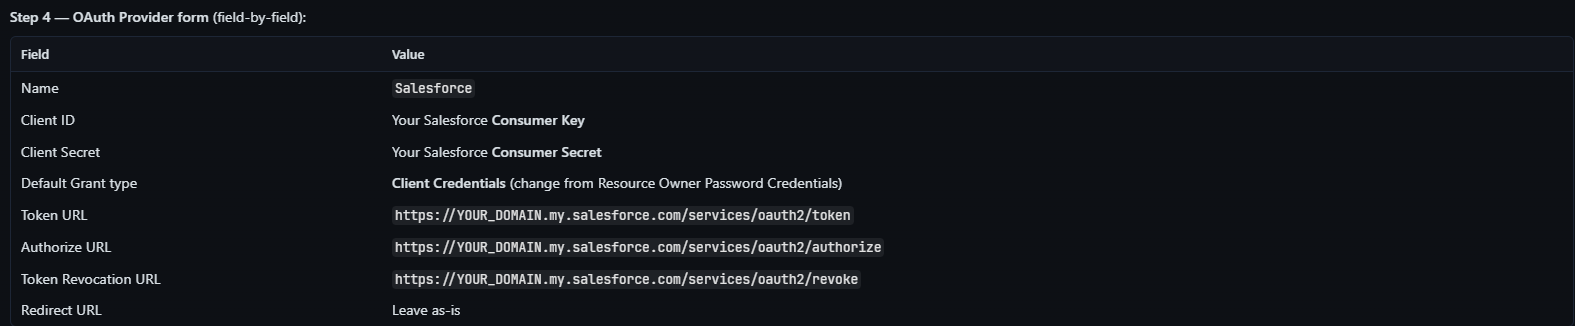 Step 4 — OAuth Provider form (field-by-field):
Field Value
Name Salesforce
Client ID Your Salesforce Consumer Key
Client Secret Your Salesforce Consumer Secret
Default Grant type Client Credentials (change from Resource Owner Password Credentials)
Token URL https://YOUR_DOMAIN.my.salesforce.com/services/oauth2/token
Authorize URL https://YOUR_DOMAIN.my.salesforce.com/services/oauth2/authorize
Token Revocation URL https://YOUR_DOMAIN.my.salesforce.com/services/oauth2/revoke
Redirect URL Leave as-is